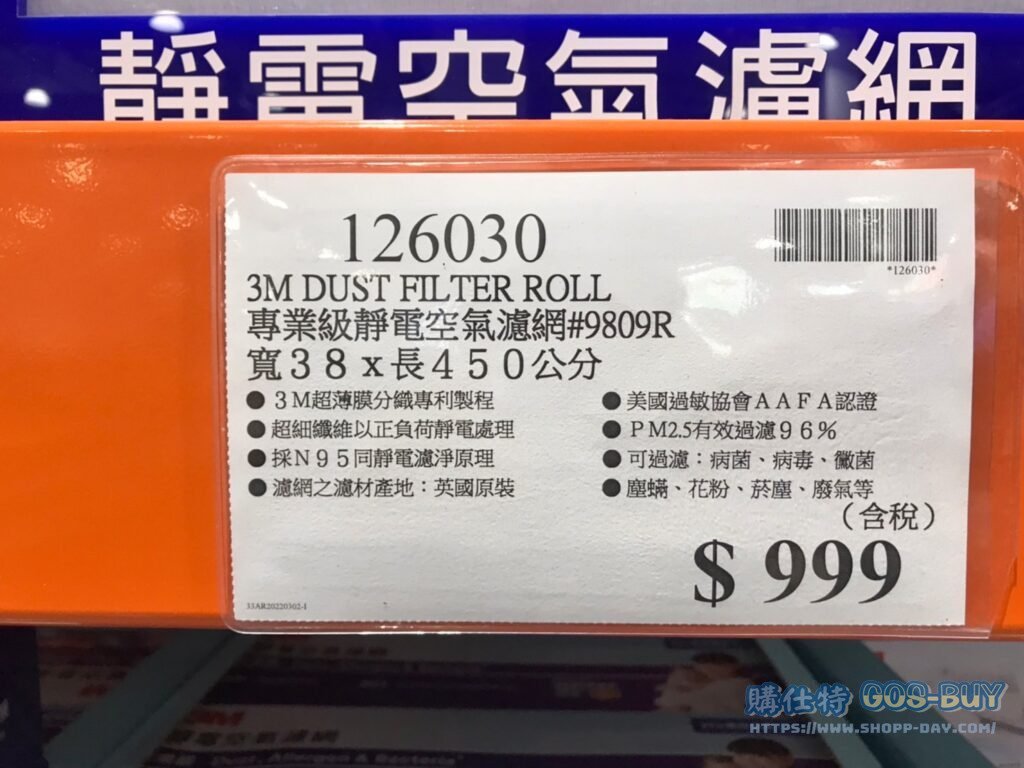 靜電空氣濾網
126030
*126030*
3M DUST FILTER ROLL
專業級靜電空氣濾網#9809R
寬38x長450公分
●3M超薄膜分織專利製程
●超細纖維以正負荷靜電處理
●採N95同靜電濾淨原理
●濾網之濾材產地：英國原裝
●美國過敏協會AAFA認證
●PM2.5有效過濾96%
●可過濾：病菌、病毒、黴菌
●塵蟎、花粉、菸塵、廢氣等
（含稅）
$ 999
33AR20220302-1
購仕特 GOS-BUY
HTTPS://WWW.SHOPP-DAY.COM/